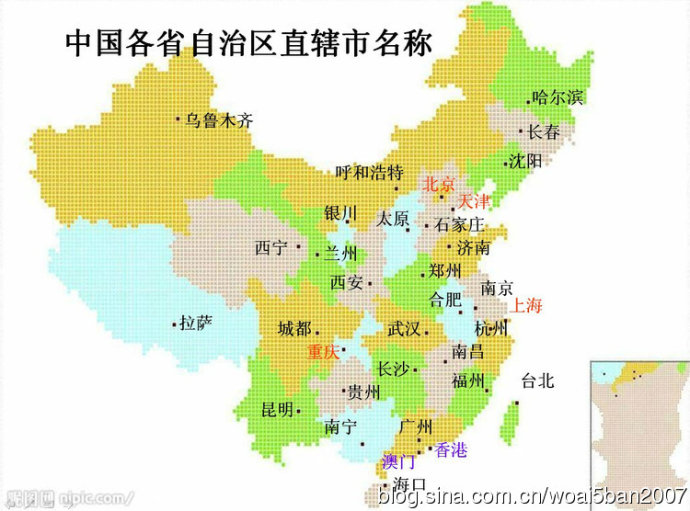 中国各省自治区直辖市名称
哈尔滨
乌鲁木齐
长春
沈阳
呼和浩特
北京
天津
银川
太原
石家庄
西宁
兰州
济南
郑州
西安
南京
合肥
上海
拉萨
城都
武汉
杭州
重庆
南昌
长沙
福州
台北
贵州
昆明
广州
南宁
香港
澳门
海口
昵图网 nipic.com/
blog.sina.com.cn/woai5ban2007